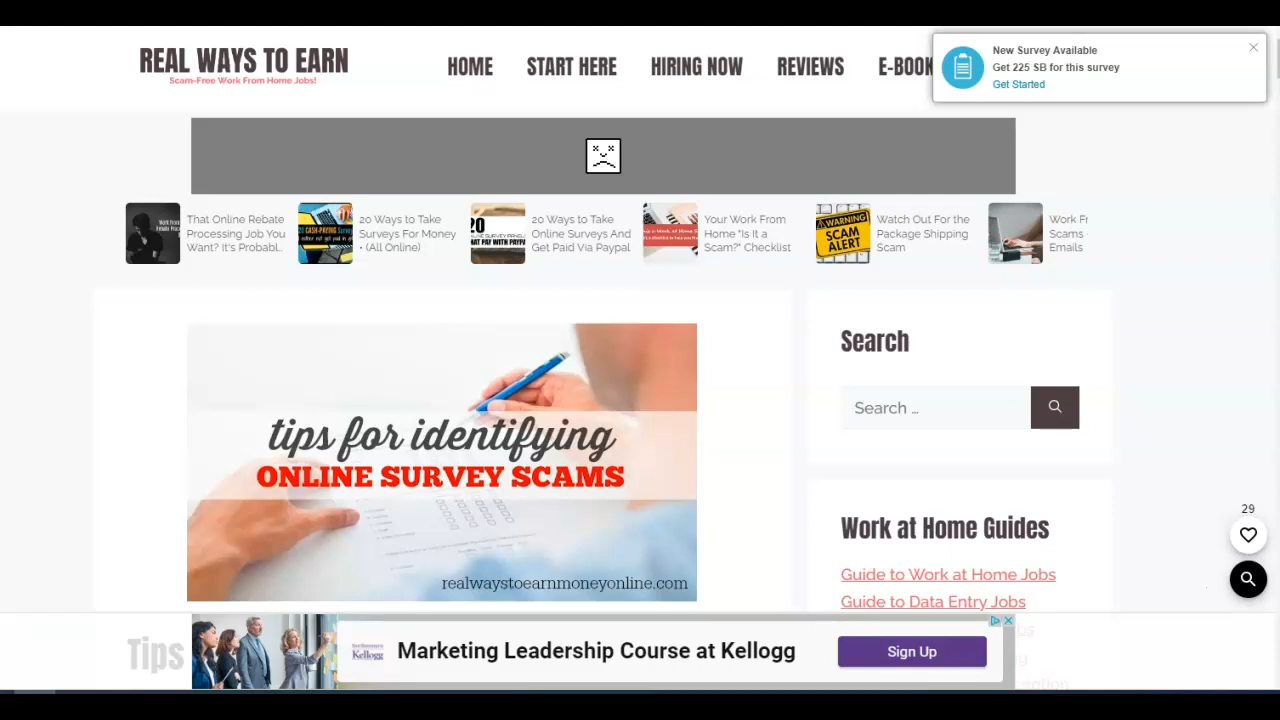 REAL WAYS TO EARN
Scam-Free Work From Home Jobs!
HOME
START HERE
HIRING NOW
REVIEWS
E-BOOK
New Survey Available
Get 225 SB for this survey
Get Started
That Online Rebate
Processing Job You
Want? It's Probabl..
20 Ways to Take
Surveys For Money
• (All Online)
20 Ways to Take
Online Surveys And
Get Paid Via Paypal
Your Work From
Home "Is It a
Scam?" Checklist
WARNING
SCAM
ALERT
Watch Out For the
Package Shipping
Scam
Work Fr
Scams
Emails
tips for identifying
ONLINE SURVEY SCAMS
realwaystoearnmoneyonline.com
Search
Search ...
Work at Home Guides
Guide to Work at Home Jobs
Guide to Data Entry Jobs
29
Tips
Kellogg
Marketing Leadership Course at Kellogg
Sign Up